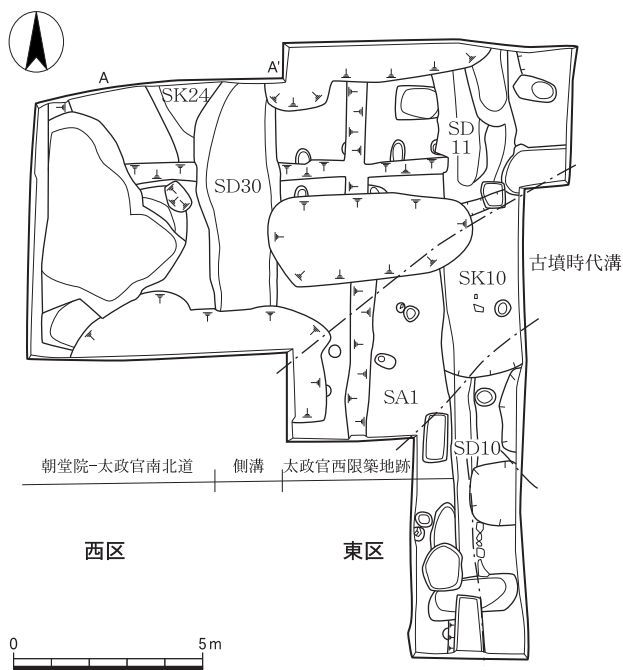 A
A'
SK24
SD
11
SD30
古墳時代溝
SK10
SA1
SD10
朝堂院−太政官南北道
側溝
太政官西限築地跡
西区
東区
0
5m